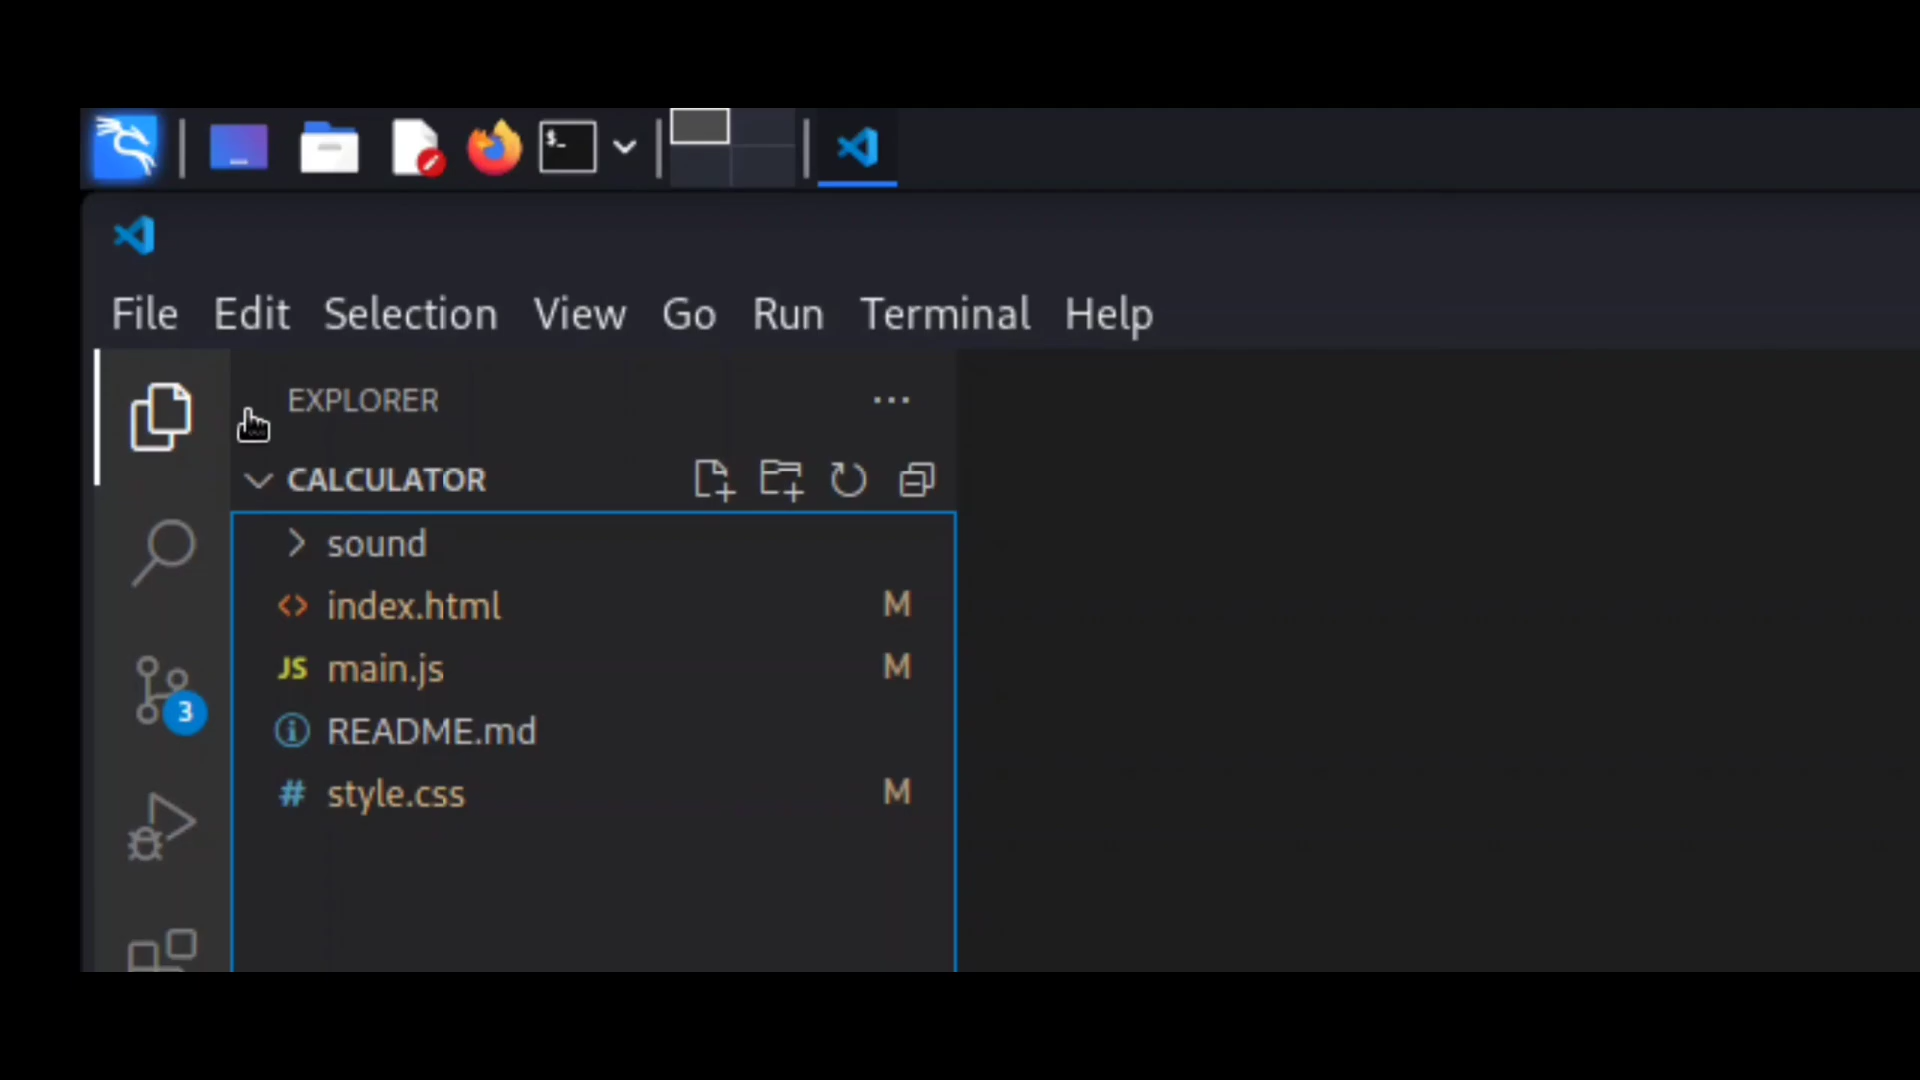 $_
File Edit Selection View Go Run Terminal Help
EXPLORER
CALCULATOR
sound
<> index.html M
JS main.js M
README.md
# style.css M
3